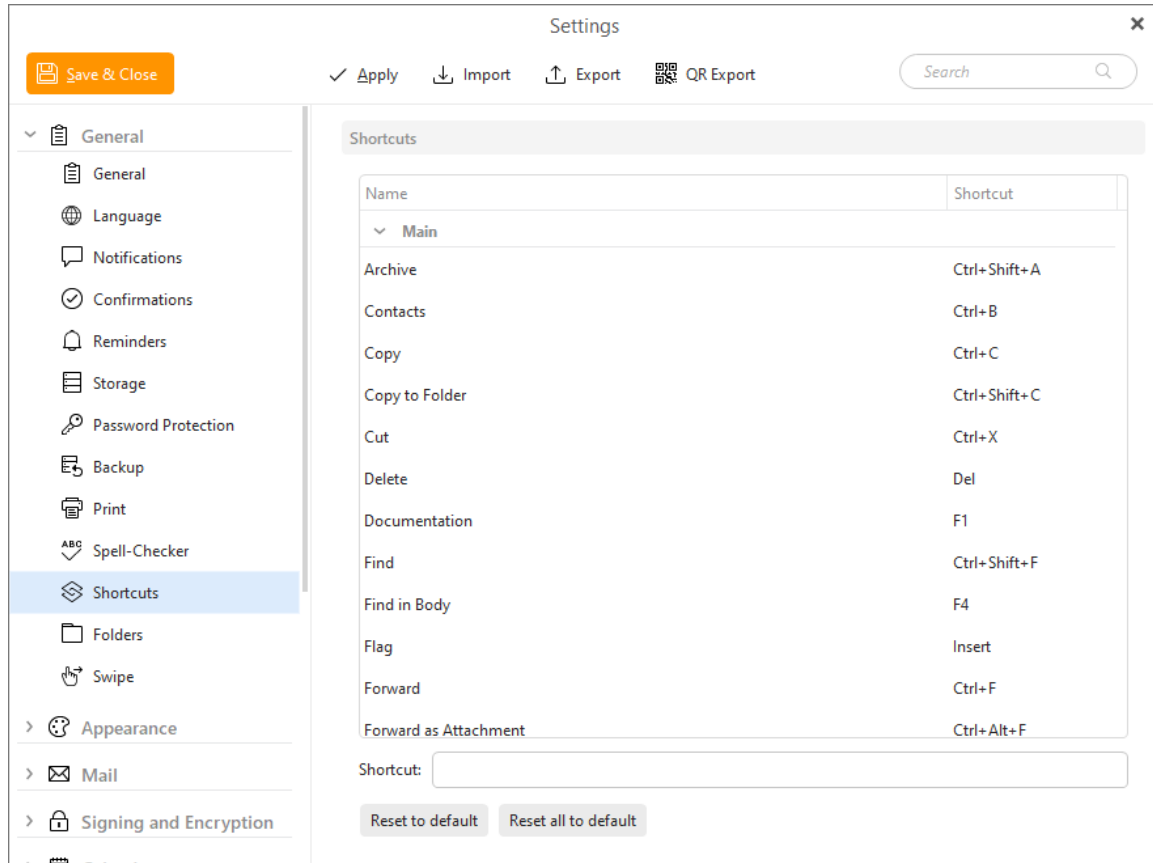 Settings
Save & Close
Apply
Import
Export
QR Export
Search
General
General
Language
Notifications
Confirmations
Reminders
Storage
Password Protection
Backup
Print
ABC Spell-Checker
Shortcuts
Folders
Swipe
Appearance
Mail
Signing and Encryption
Shortcuts
Name Shortcut
Main
Archive Ctrl+Shift+A
Contacts Ctrl+B
Copy Ctrl+C
Copy to Folder Ctrl+Shift+C
Cut Ctrl+X
Delete Del
Documentation F1
Find Ctrl+Shift+F
Find in Body F4
Flag Insert
Forward Ctrl+F
Forward as Attachment Ctrl+Alt+F
Shortcut:
Reset to default Reset all to default